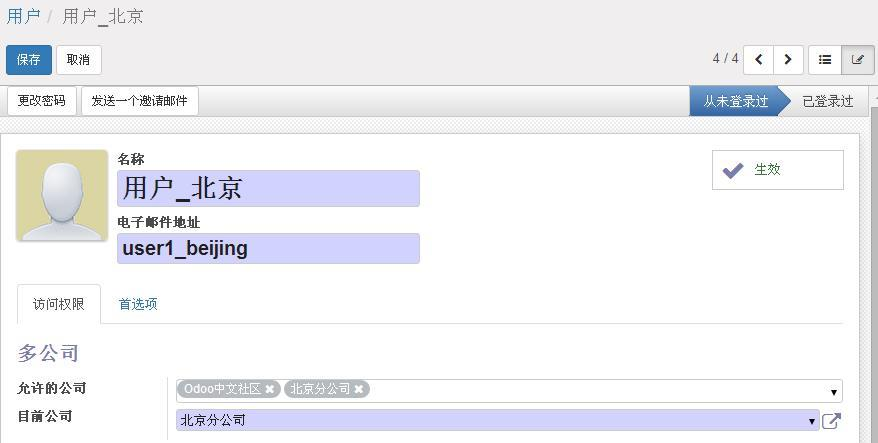 用户 / 用户_北京
保存 取消 4 / 4
更改密码 发送一个邀请邮件 从未登录过 已登录过
名称
用户_北京
生效
电子邮件地址
user1_beijing
访问权限 首选项
多公司
允许的公司 Odoo中文社区 北京分公司
目前公司 北京分公司